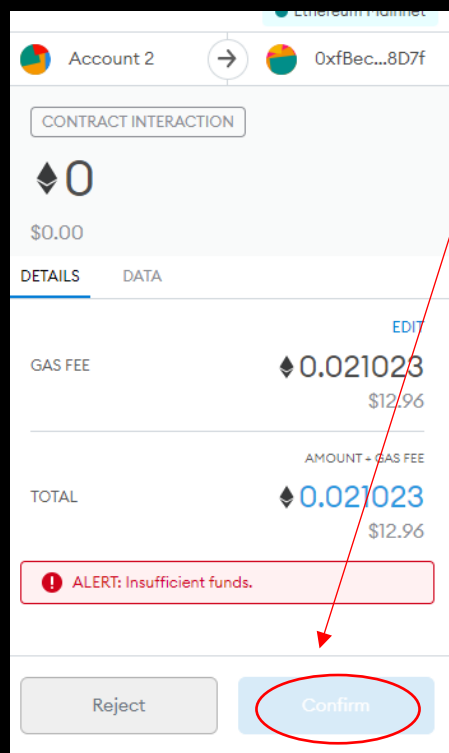 Ethereum Mainnet
Account 2 0xfBec...8D7f
CONTRACT INTERACTION
0
$0.00
DETAILS DATA
EDIT
GAS FEE 0.021023
$12.96
AMOUNT + GAS FEE
TOTAL 0.021023
$12.96
ALERT: Insufficient funds.
Reject Confirm